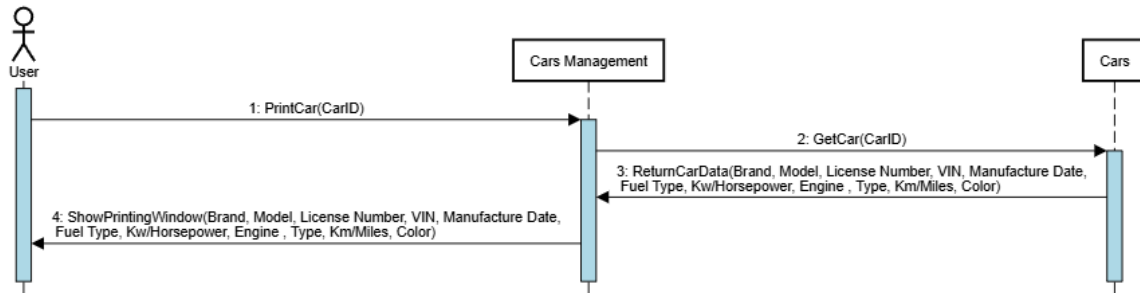 User
Cars Management
Cars
1: PrintCar(CarID)
2: GetCar(CarID)
3: ReturnCarData(Brand, Model, License Number, VIN, Manufacture Date,
Fuel Type, Kw/Horsepower, Engine , Type, Km/Miles, Color)
4: ShowPrintingWindow(Brand, Model, License Number, VIN, Manufacture Date,
Fuel Type, Kw/Horsepower, Engine , Type, Km/Miles, Color)